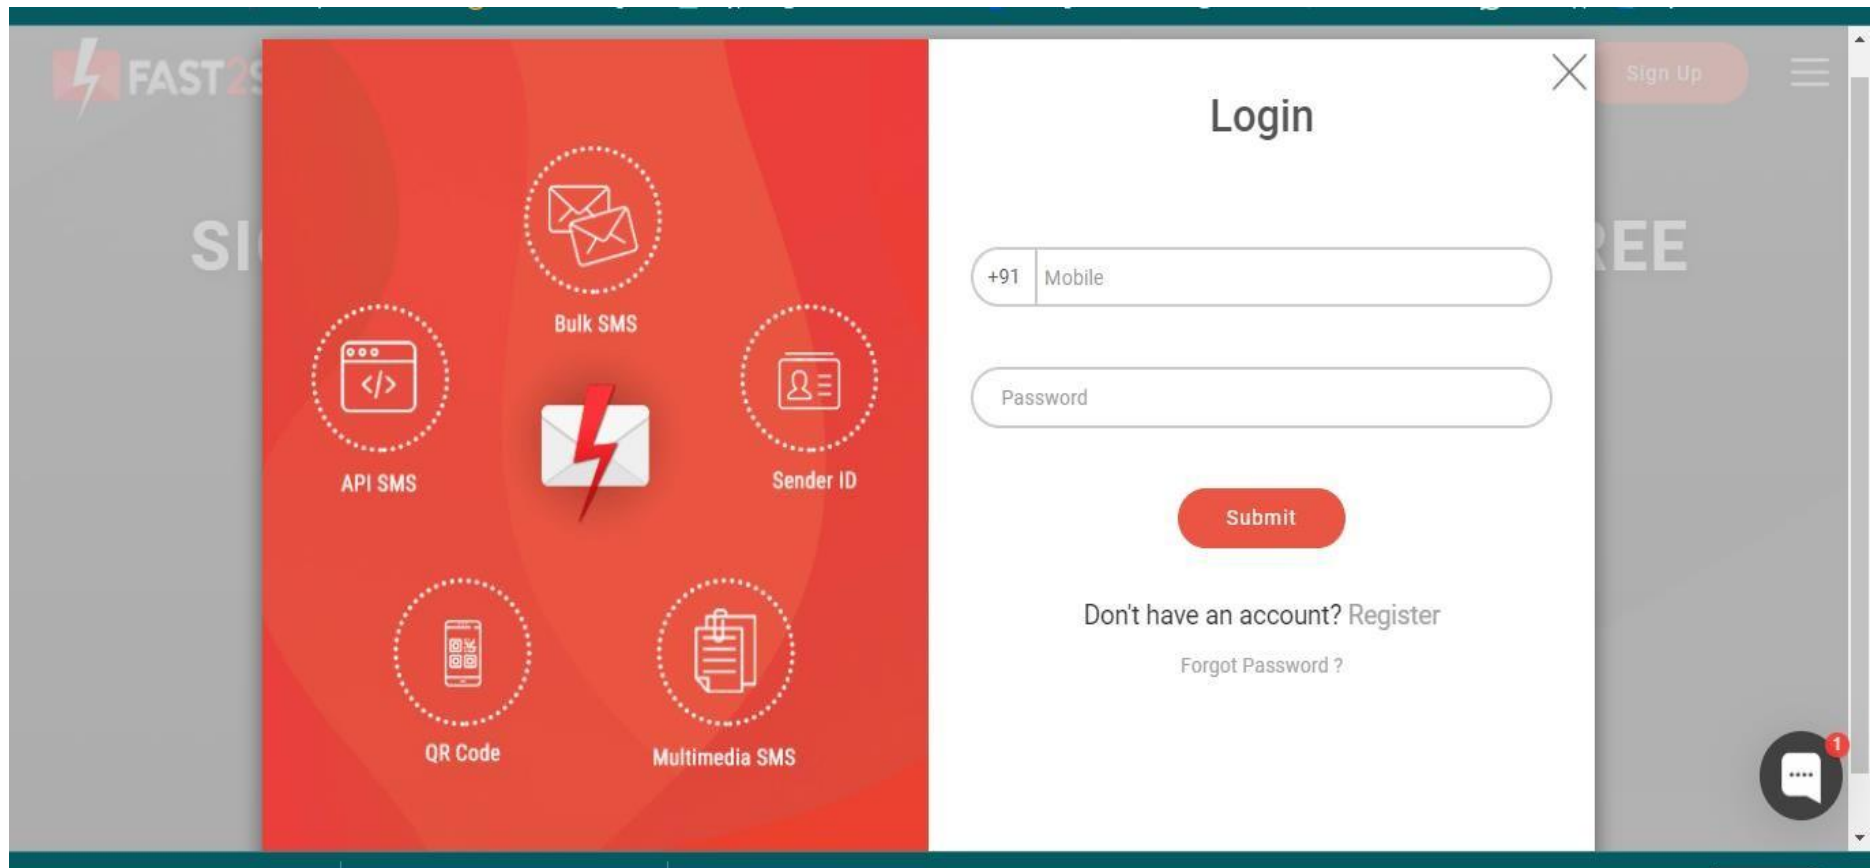 FAST2S
Sign Up
SI
REE
Bulk SMS
API SMS
Sender ID
QR Code
Multimedia SMS
Login
+91 Mobile
Password
Submit
Don't have an account? Register
Forgot Password ?
1